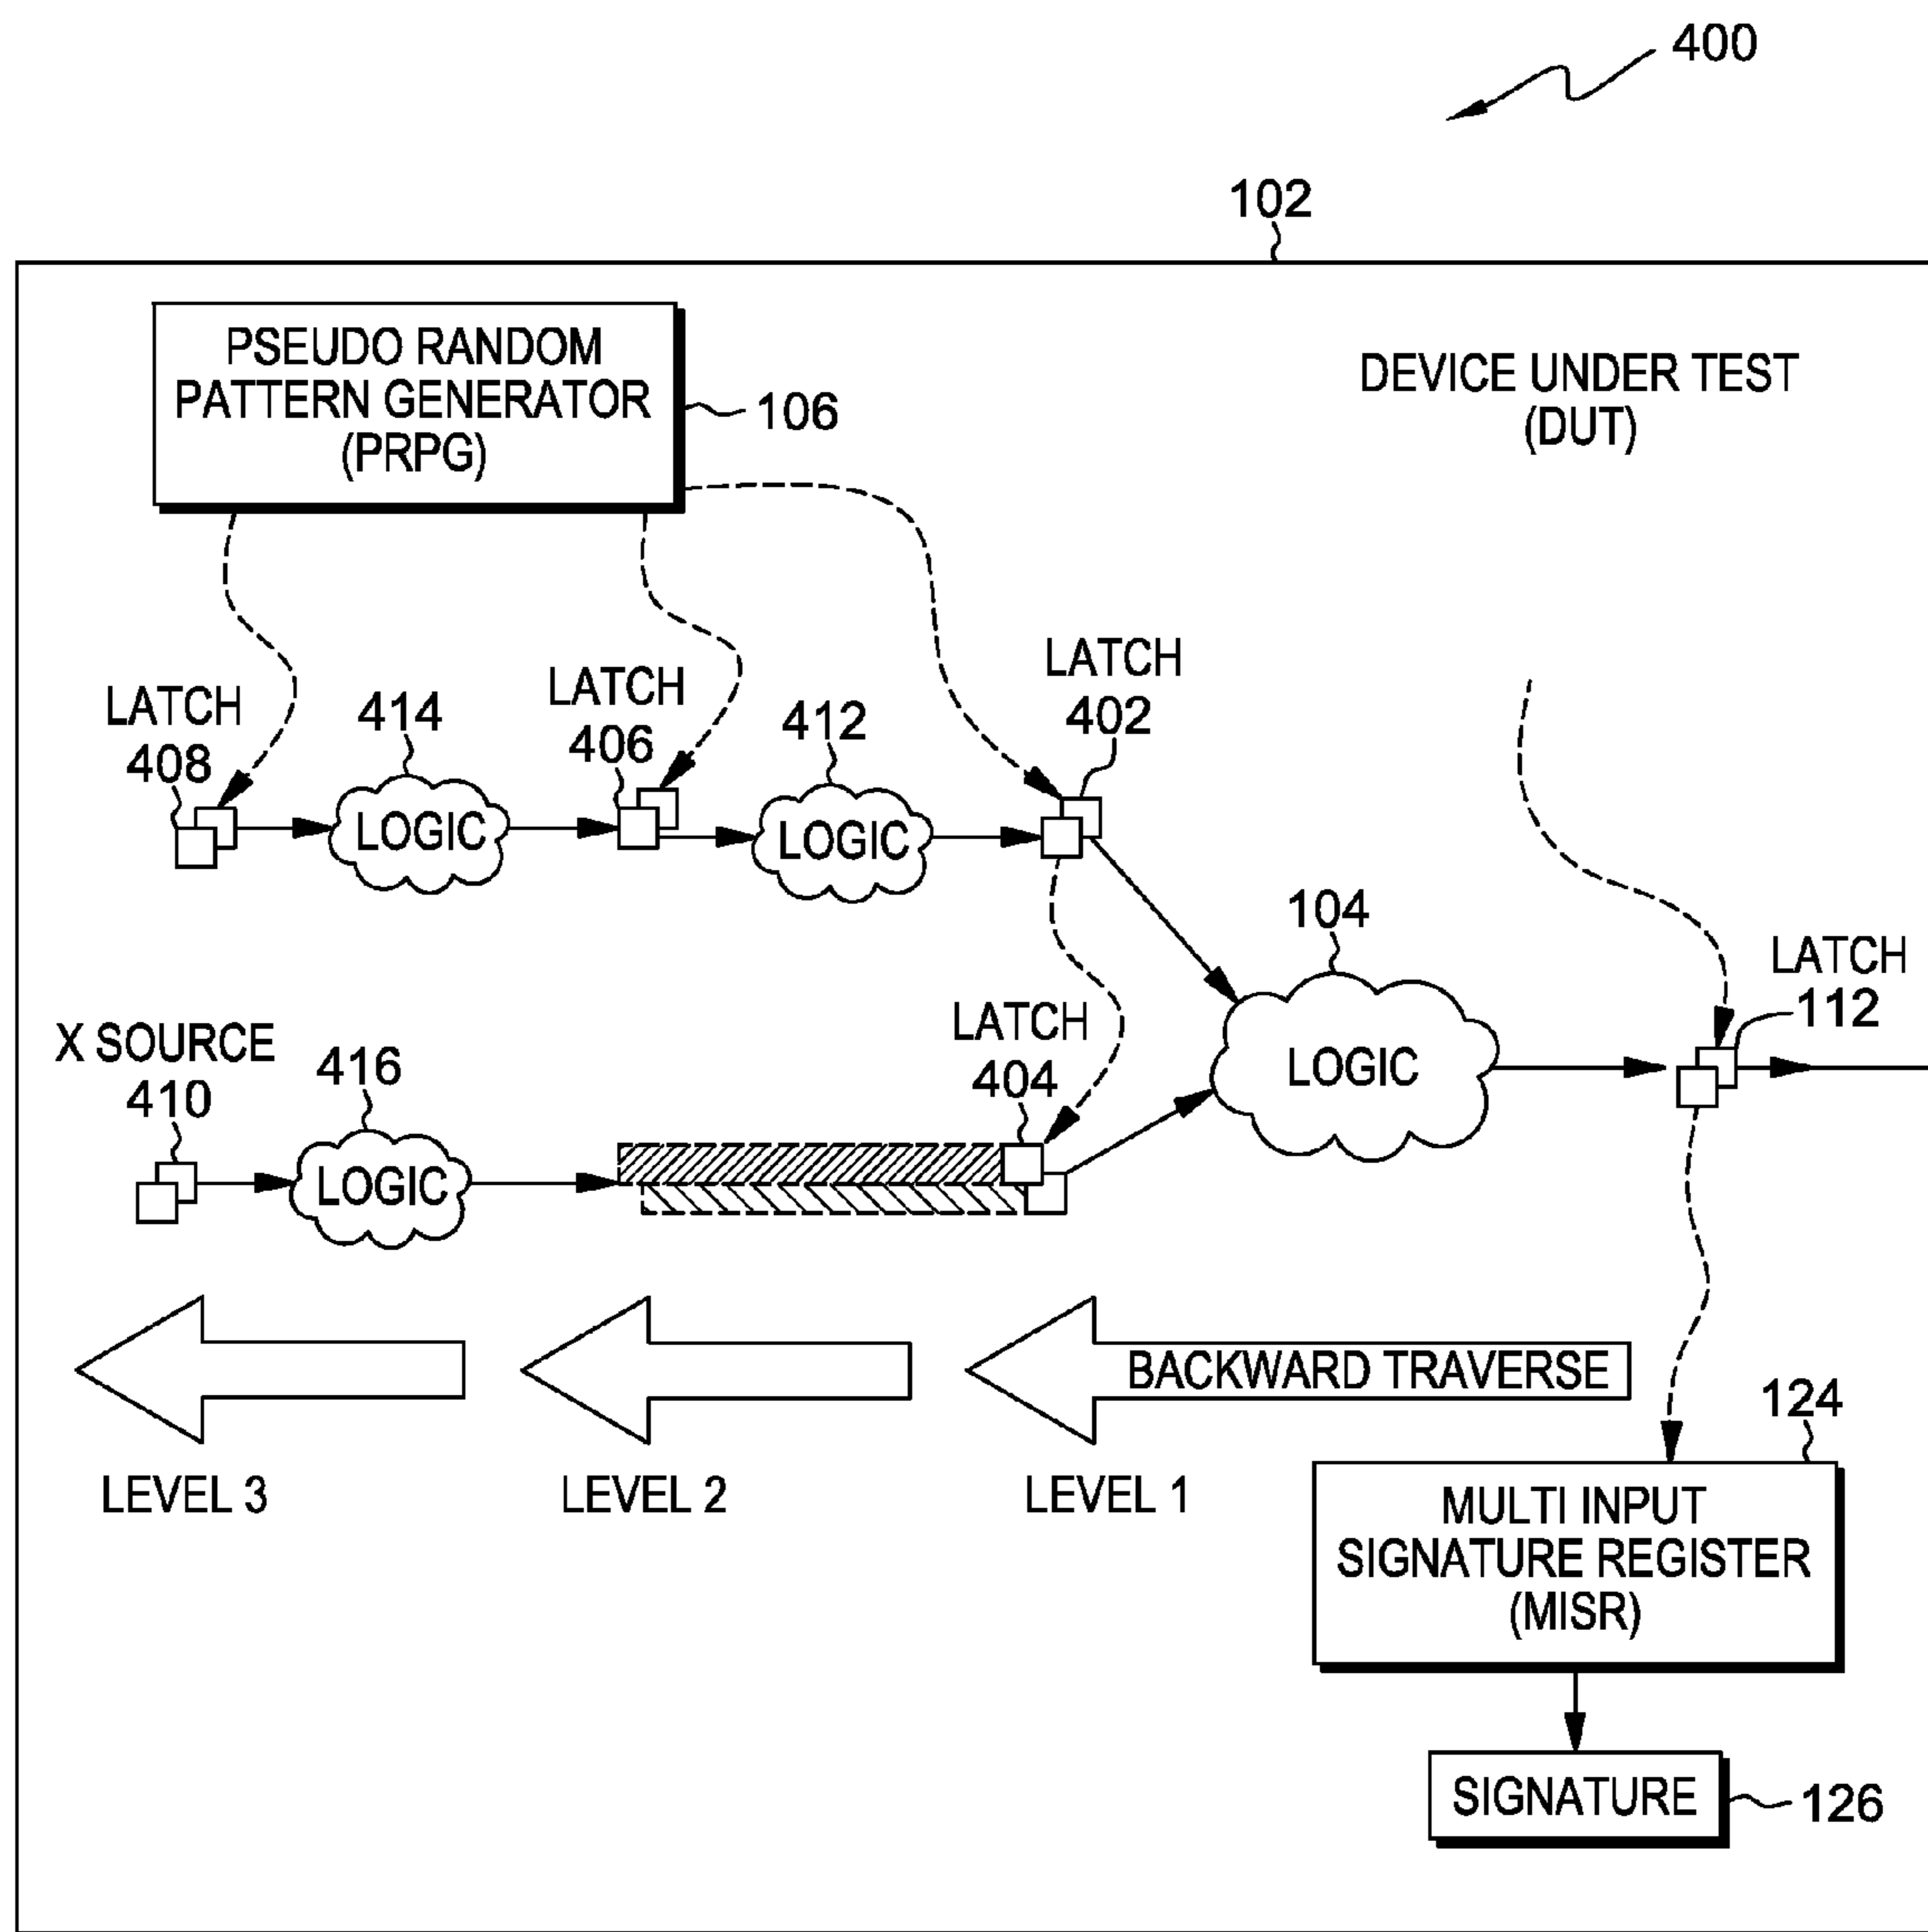 400
102
PSEUDO RANDOM
PATTERN GENERATOR
(PRPG)
106
DEVICE UNDER TEST
(DUT)
LATCH
408
414
LATCH
406
412
LATCH
402
LOGIC
LOGIC
104
LATCH
112
LATCH
404
LOGIC
X SOURCE
410
416
LOGIC
BACKWARD TRAVERSE
LEVEL 3
LEVEL 2
LEVEL 1
124
MULTI INPUT
SIGNATURE REGISTER
(MISR)
SIGNATURE
126